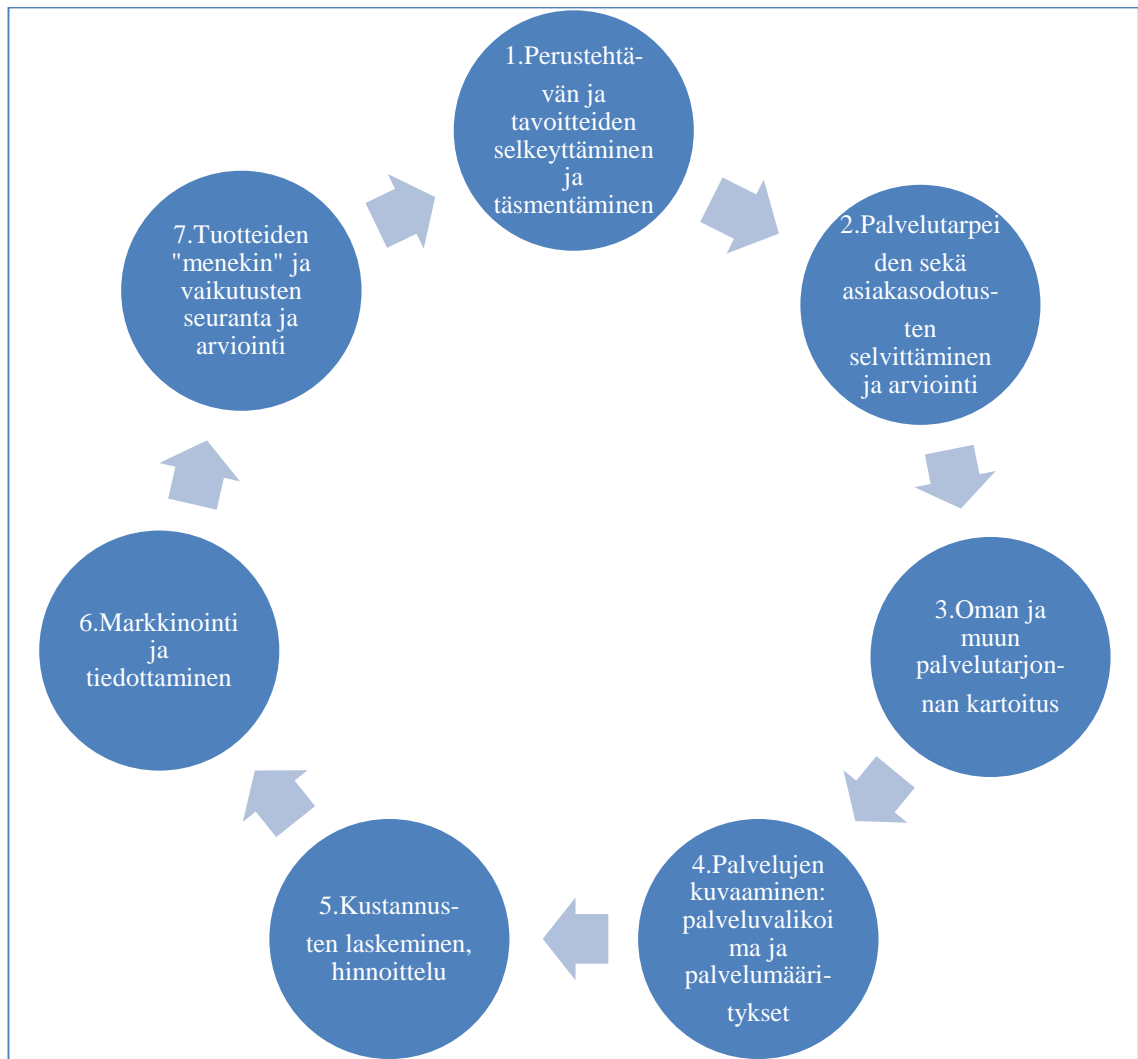 1.Perustehtä-
vän ja
tavoitteiden
selkeyttäminen
ja
täsmentäminen
2.Palvelutarpei
den sekä
asiakasodotus-
ten
selvittäminen
ja arviointi
3.Oman ja
muun
palvelutarjon-
nan kartoitus
4.Palvelujen
kuvaaminen:
palveluvalikoi
ma ja
palvelumääri-
tykset
5.Kustannus-
ten laskeminen,
hinnoittelu
6.Markkinointi
ja
tiedottaminen
7.Tuotteiden
"menekin" ja
vaikutusten
seuranta ja
arviointi